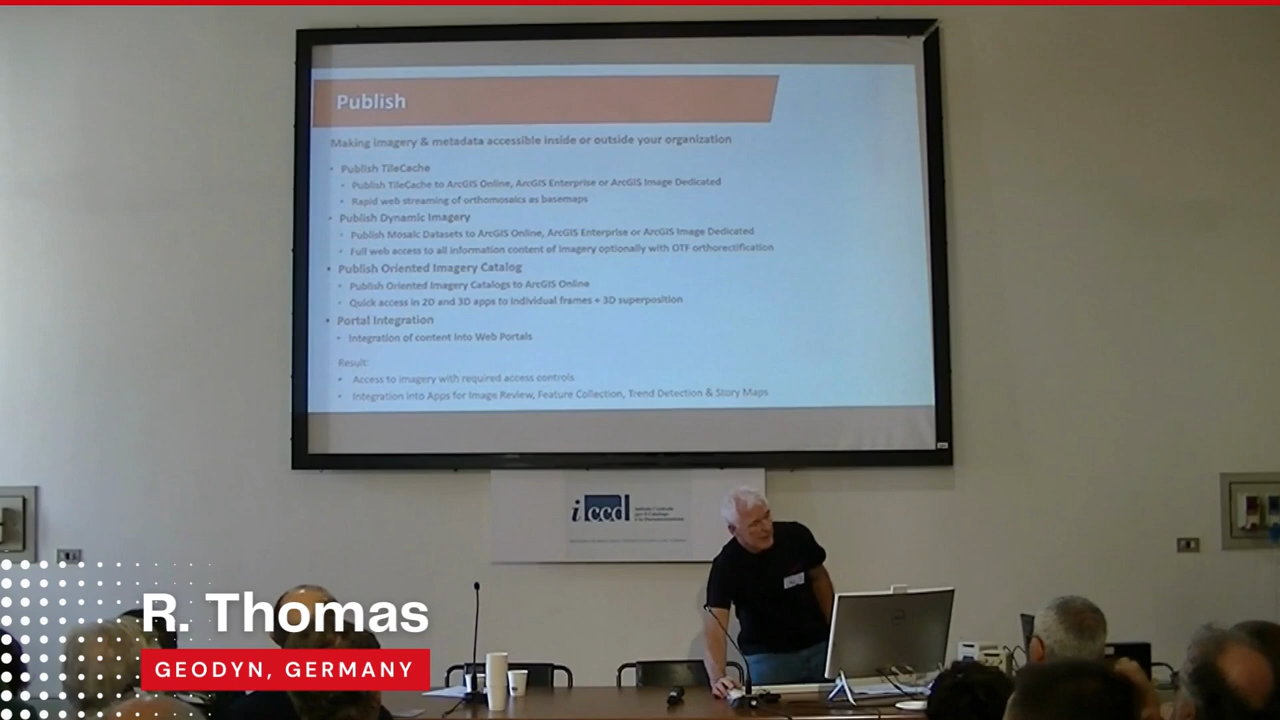 Publish
Making imagery & metadata accessible inside or outside your organization
• Publish TileCache
• Publish TileCache to ArcGIS Online, ArcGIS Enterprise or ArcGIS Image Dedicated
• Rapid web streaming of orthomosaics as basemaps
• Publish Dynamic Imagery
• Publish Mosaic Datasets to ArcGIS Online, ArcGIS Enterprise or ArcGIS Image Dedicated
• Full web access to all information content of imagery optionally with OTF orthorectification
• Publish Oriented Imagery Catalog
• Publish Oriented Imagery Catalogs to ArcGIS Online
• Quick access in 2D and 3D apps to individual frames + 3D superposition
• Portal Integration
• Integration of content into Web Portals
Result:
• Access to imagery with required access controls
• Integration into Apps for Image Review, Feature Collection, Trend Detection & Story Maps
iccd
R. Thomas
GEODYN, GERMANY